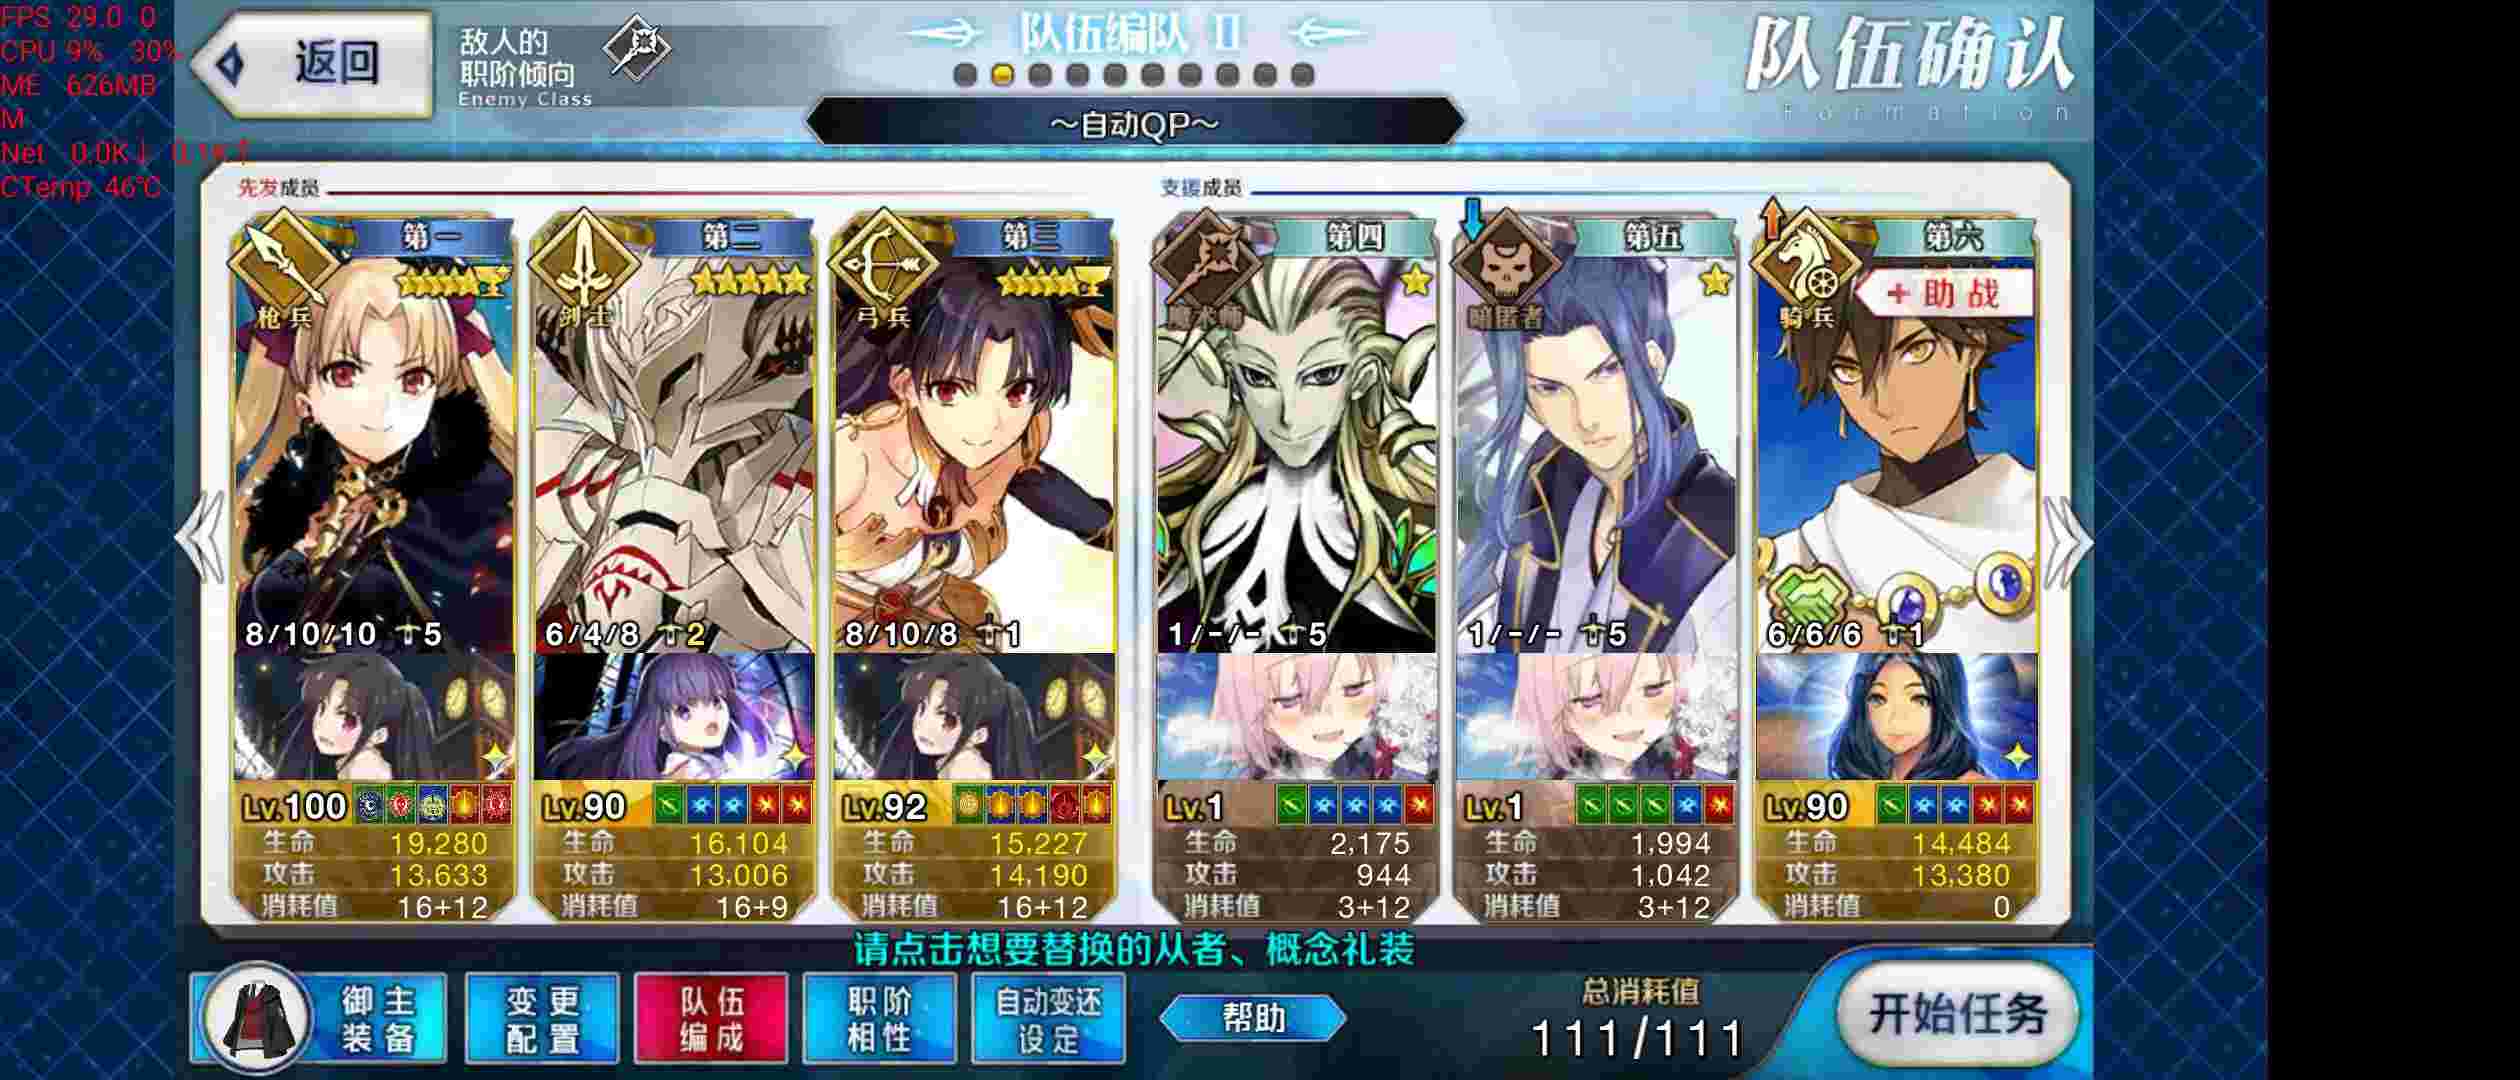 FPS 29.0 0
CPU 9% 30%
ME 626MB
M
Net 0.0K↓ 0.1K↑
CTemp 46℃
返回
敌人的
职阶倾向
Enemy Class
队伍编队 II
～自动QP～
队伍确认
Formation
先发成员
支援成员
第一
枪兵
8/10/10 5
Lv.100
生命 19,280
攻击 13,633
消耗值 16+12
第二
剑士
6/4/8 2
Lv.90
生命 16,104
攻击 13,006
消耗值 16+9
第三
弓兵
8/10/8 1
Lv.92
生命 15,227
攻击 14,190
消耗值 16+12
第四
魔术师
1/-/- 5
Lv.1
生命 2,175
攻击 944
消耗值 3+12
第五
暗匿者
1/-/- 5
Lv.1
生命 1,994
攻击 1,042
消耗值 3+12
第六
+助战
骑兵
6/6/6 1
Lv.90
生命 14,484
攻击 13,380
消耗值 0
请点击想要替换的从者、概念礼装
御主
装备
变更
配置
队伍
编成
职阶
相性
自动变还
设定
帮助
总消耗值
111/111
开始任务